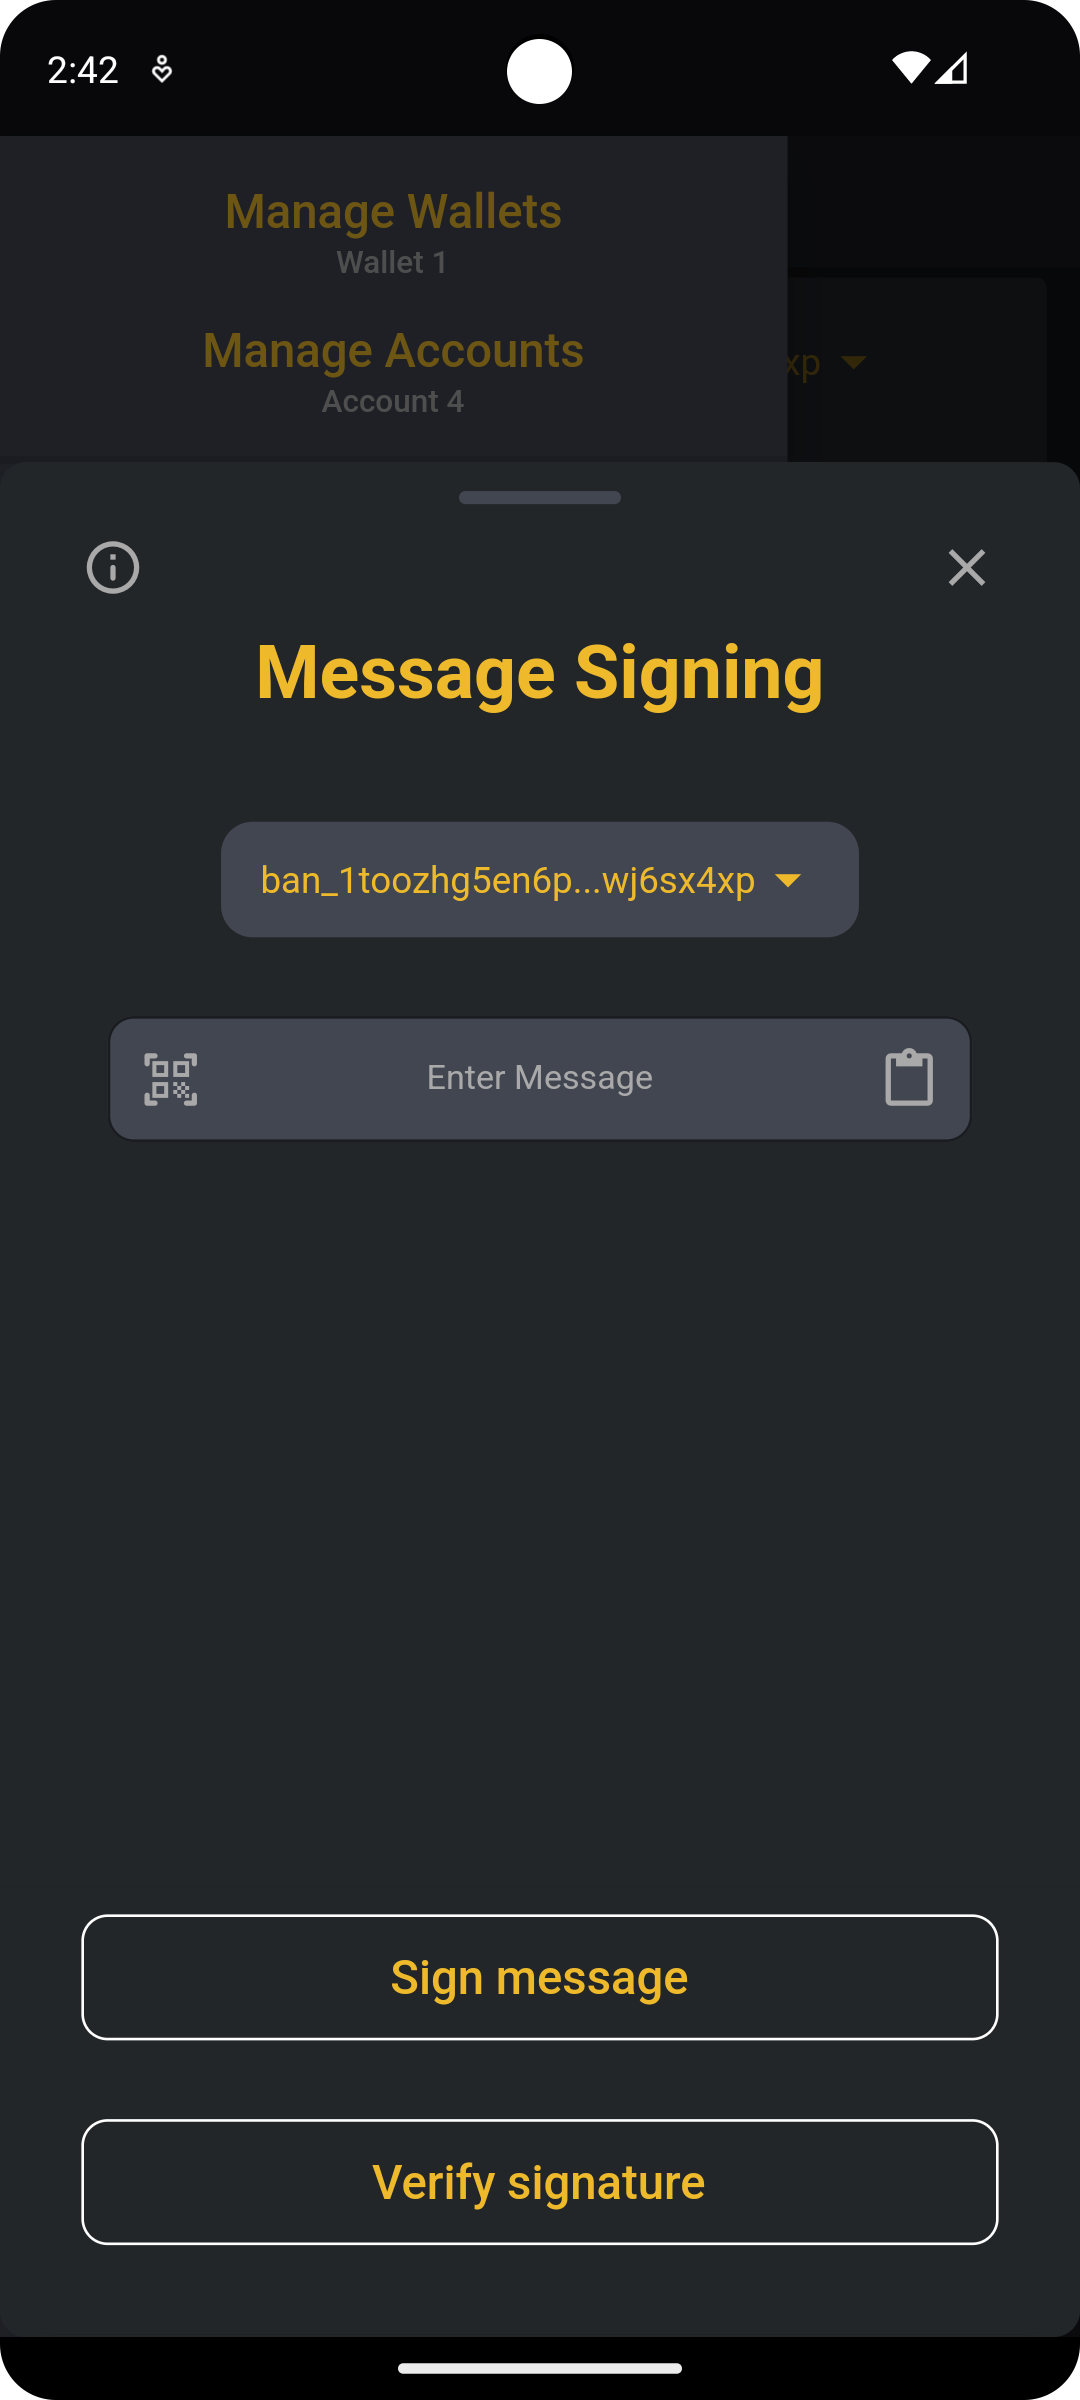 2:42
Manage Wallets
Wallet 1
Manage Accounts
Account 4
xp
Message Signing
ban_1toozhg5en6p...wj6sx4xp
Enter Message
Sign message
Verify signature